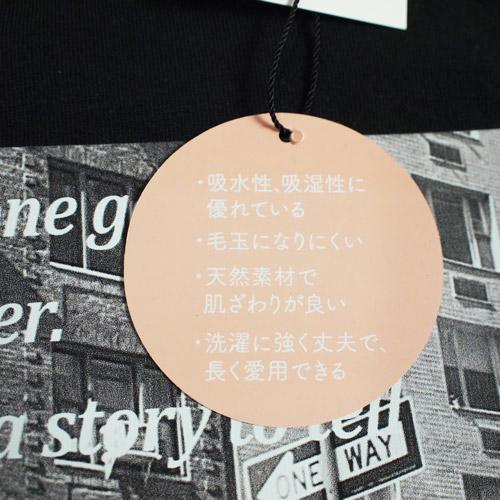 ・吸水性、吸湿性に
優れている
・毛玉になりにくい
・天然素材で
肌ざわりが良い
・洗濯に強く丈夫で、
長く愛用できる
ne g
er.
a story to tell
ONE WAY